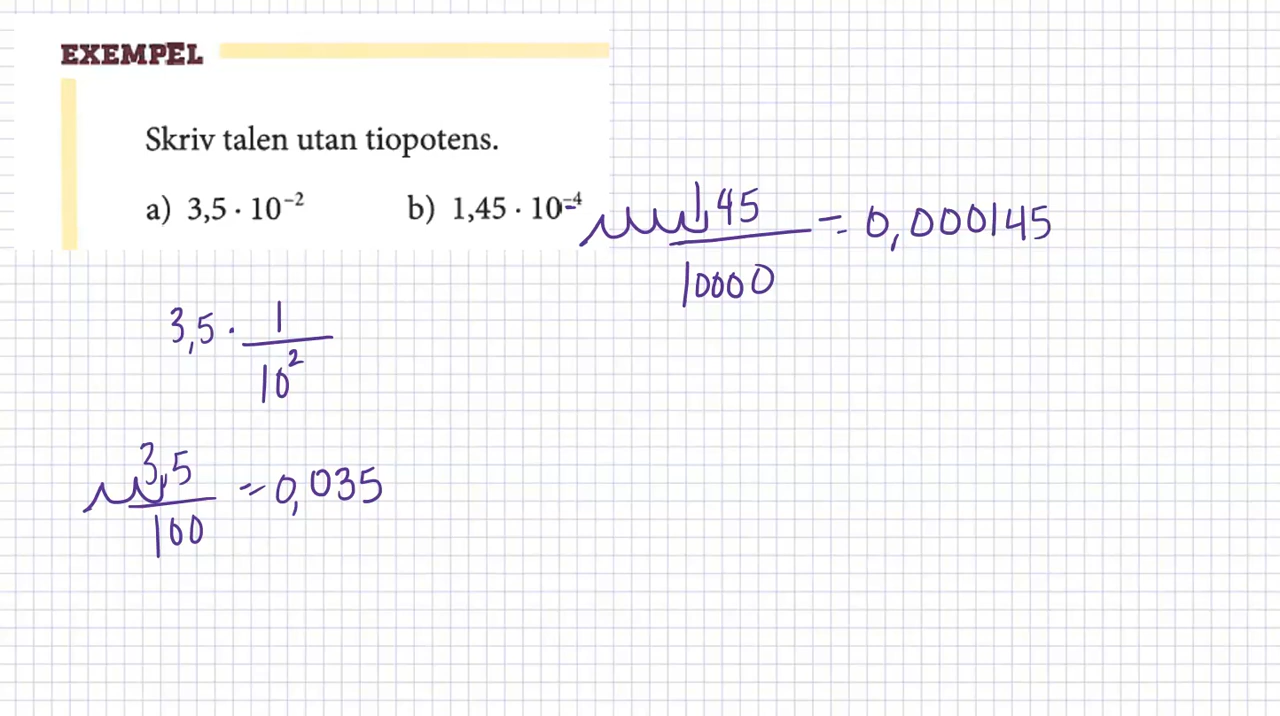 EXEMPEL
Skriv talen utan tiopotens.
a) 3,5 · 10⁻²
b) 1,45 · 10⁻⁴
1,45 / 10000 = 0,000145
3,5 · 1 / 10²
3,5 / 100 = 0,035